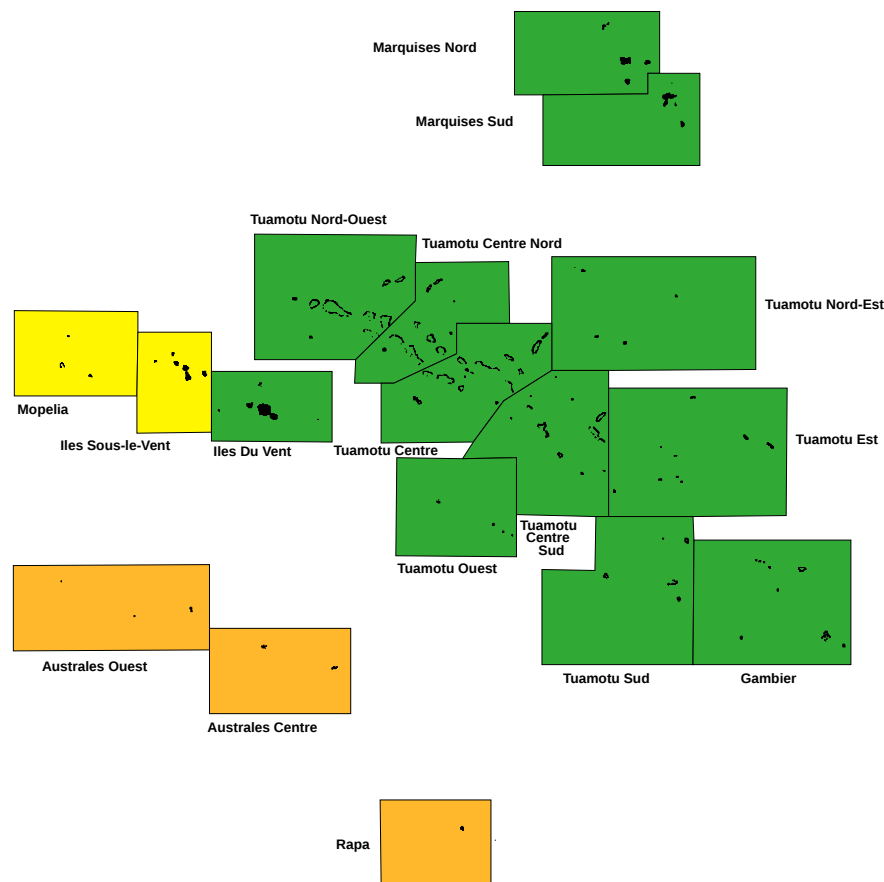 Marquises Nord
Marquises Sud
Tuamotu Nord-Ouest
Tuamotu Centre Nord
Tuamotu Nord-Est
Mopelia
Iles Sous-le-Vent
Iles Du Vent
Tuamotu Centre
Tuamotu Est
Tuamotu
Centre
Sud
Tuamotu Ouest
Australes Ouest
Tuamotu Sud
Gambier
Australes Centre
Rapa